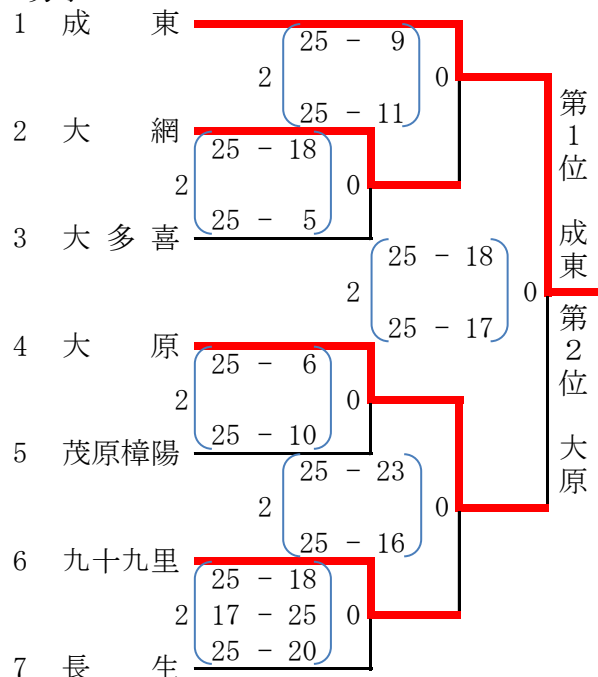 1 成東
25 - 9
2 0
25 - 11
2 大網
25 - 18
2 0
25 - 5
3 大多喜
25 - 18
2 0
25 - 17
4 大原
25 - 6
2 0
25 - 10
5 茂原樟陽
25 - 23
2 0
25 - 16
6 九十九里
25 - 18
2 17 - 25 0
25 - 20
7 長生
第1位 成東
第2位 大原